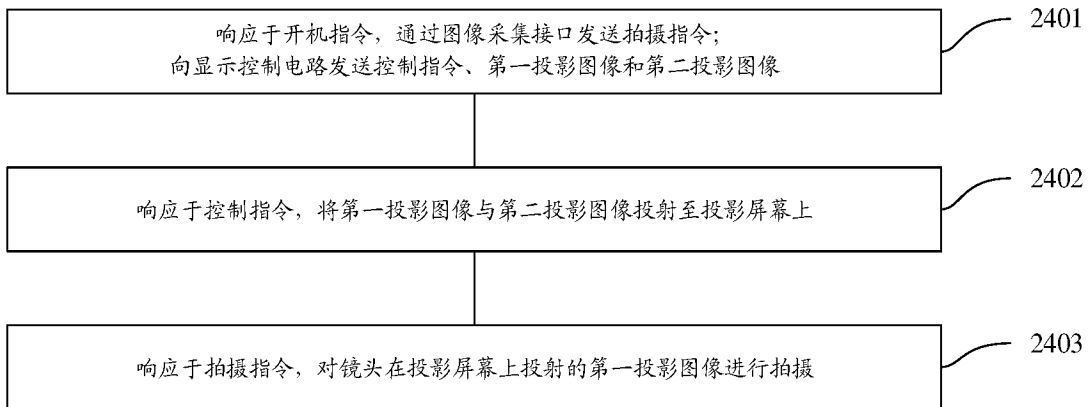 响应于开机指令，通过图像采集接口发送拍摄指令；
向显示控制电路发送控制指令、第一投影图像和第二投影图像
2401
响应于控制指令，将第一投影图像与第二投影图像投射至投影屏幕上
2402
响应于拍摄指令，对镜头在投影屏幕上投射的第一投影图像进行拍摄
2403